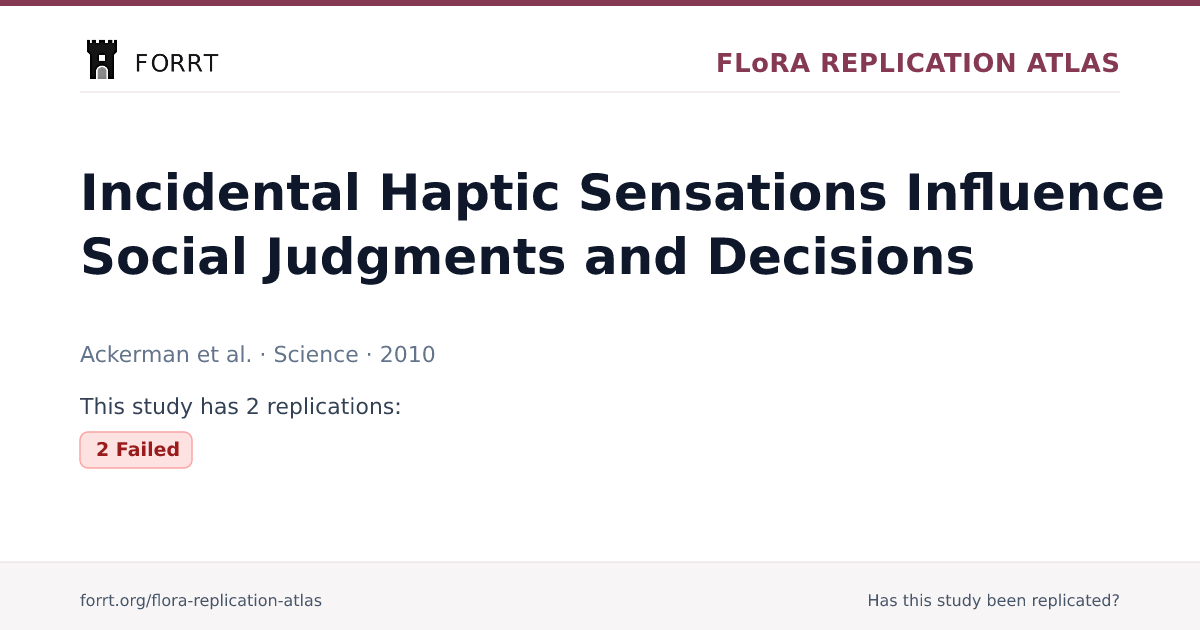 FORRT
FLoRA REPLICATION ATLAS
Incidental Haptic Sensations Influence
Social Judgments and Decisions
Ackerman et al. · Science · 2010
This study has 2 replications:
2 Failed
forrt.org/flora-replication-atlas
Has this study been replicated?